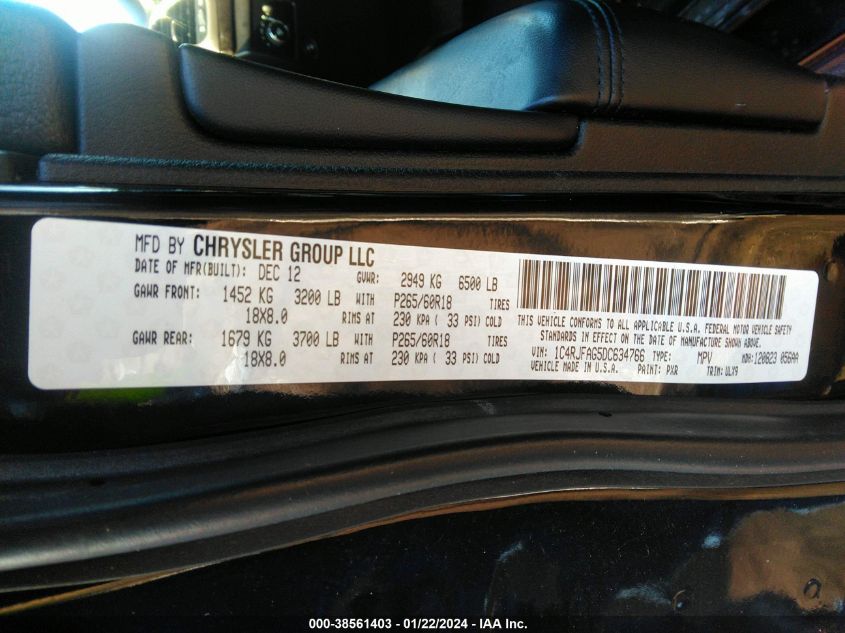 MFD BY CHRYSLER GROUP LLC
DATE OF MFR(BUILT): DEC 12 GVWR: 2949 KG 6500 LB
GAWR FRONT: 1452 KG 3200 LB WITH P265/60R18 TIRES
18X8.0 RIMS AT 230 KPA ( 33 PSI) COLD
GAWR REAR: 1679 KG 3700 LB WITH P265/60R18 TIRES
18X8.0 RIMS AT 230 KPA ( 33 PSI) COLD
THIS VEHICLE CONFORMS TO ALL APPLICABLE U.S.A. FEDERAL MOTOR VEHICLE SAFETY
STANDARDS IN EFFECT ON THE DATE OF MANUFACTURE SHOWN ABOVE.
VIN: 1C4RJFAG5DC634766 TYPE: MPV MDH:120623 056AA
VEHICLE MADE IN U.S.A. PAINT: PXR TRIM:ULX9
000-38561403 - 01/22/2024 - IAA Inc.